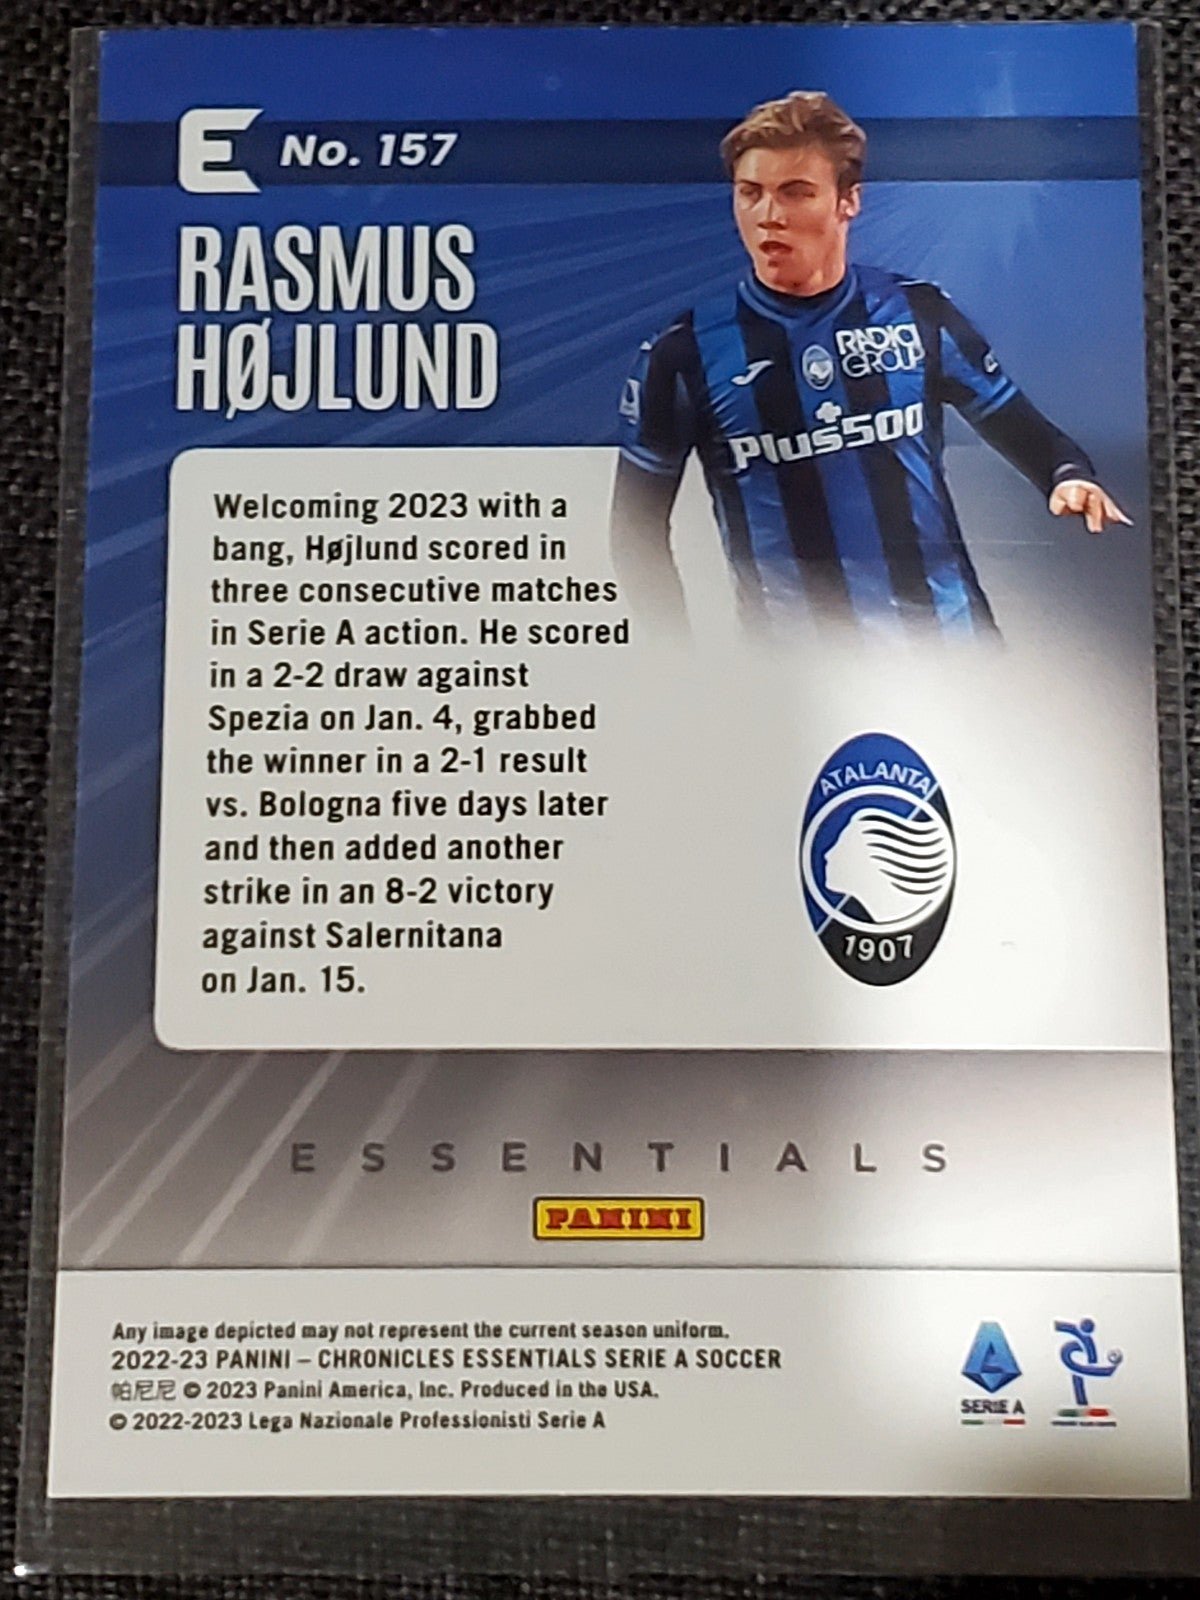 E No. 157
RASMUS
HØJLUND
RADICI
GROUP
Plus500
Welcoming 2023 with a
bang, Højlund scored in
three consecutive matches
in Serie A action. He scored
in a 2-2 draw against
Spezia on Jan. 4, grabbed
the winner in a 2-1 result
vs. Bologna five days later
and then added another
strike in an 8-2 victory
against Salernitana
on Jan. 15.
ATALANTA
1907
ESSENTIALS
PANINI
Any image depicted may not represent the current season uniform.
2022-23 PANINI – CHRONICLES ESSENTIALS SERIE A SOCCER
帕尼尼 © 2023 Panini America, Inc. Produced in the USA.
© 2022-2023 Lega Nazionale Professionisti Serie A
SERIE A